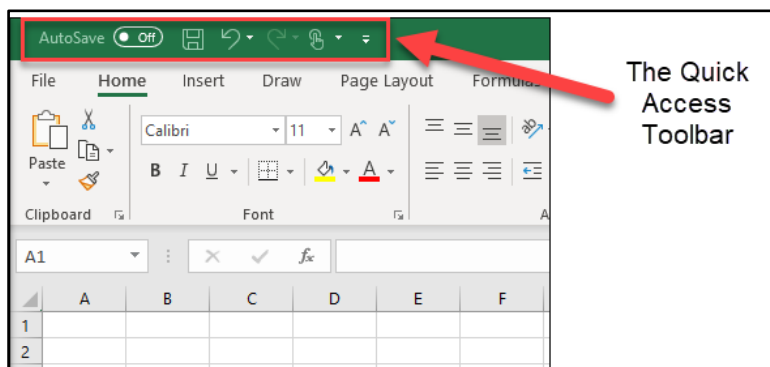 AutoSave Off
File Home Insert Draw Page Layout Formulas
The Quick
Access
Toolbar
Calibri 11 A A
Paste
B I U A
Clipboard Font A
A1 fx
A B C D E F
1
2